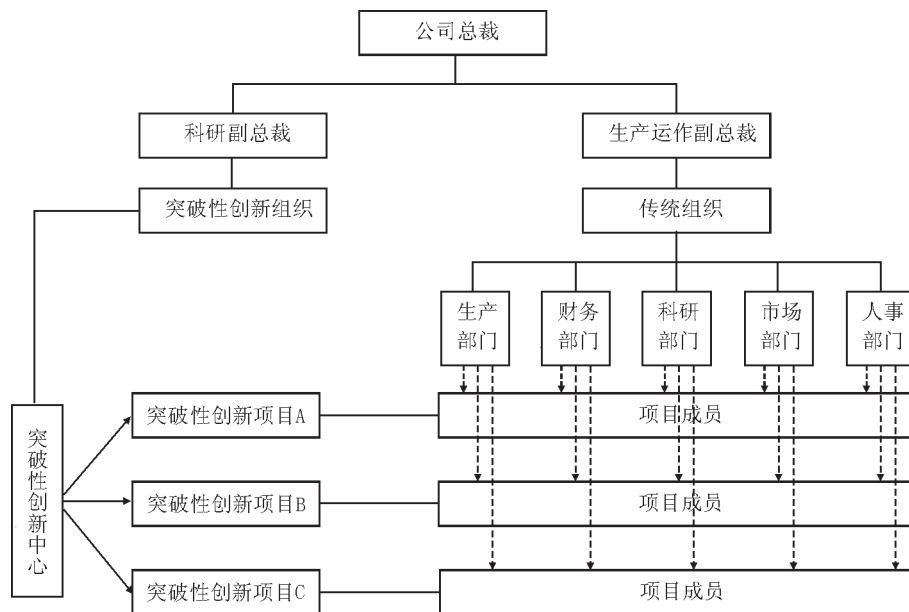 公司总裁
科研副总裁
生产运作副总裁
突破性创新组织
传统组织
生产
部门
财务
部门
科研
部门
市场
部门
人事
部门
突破性创新中心
突破性创新项目A
项目成员
突破性创新项目B
项目成员
突破性创新项目C
项目成员